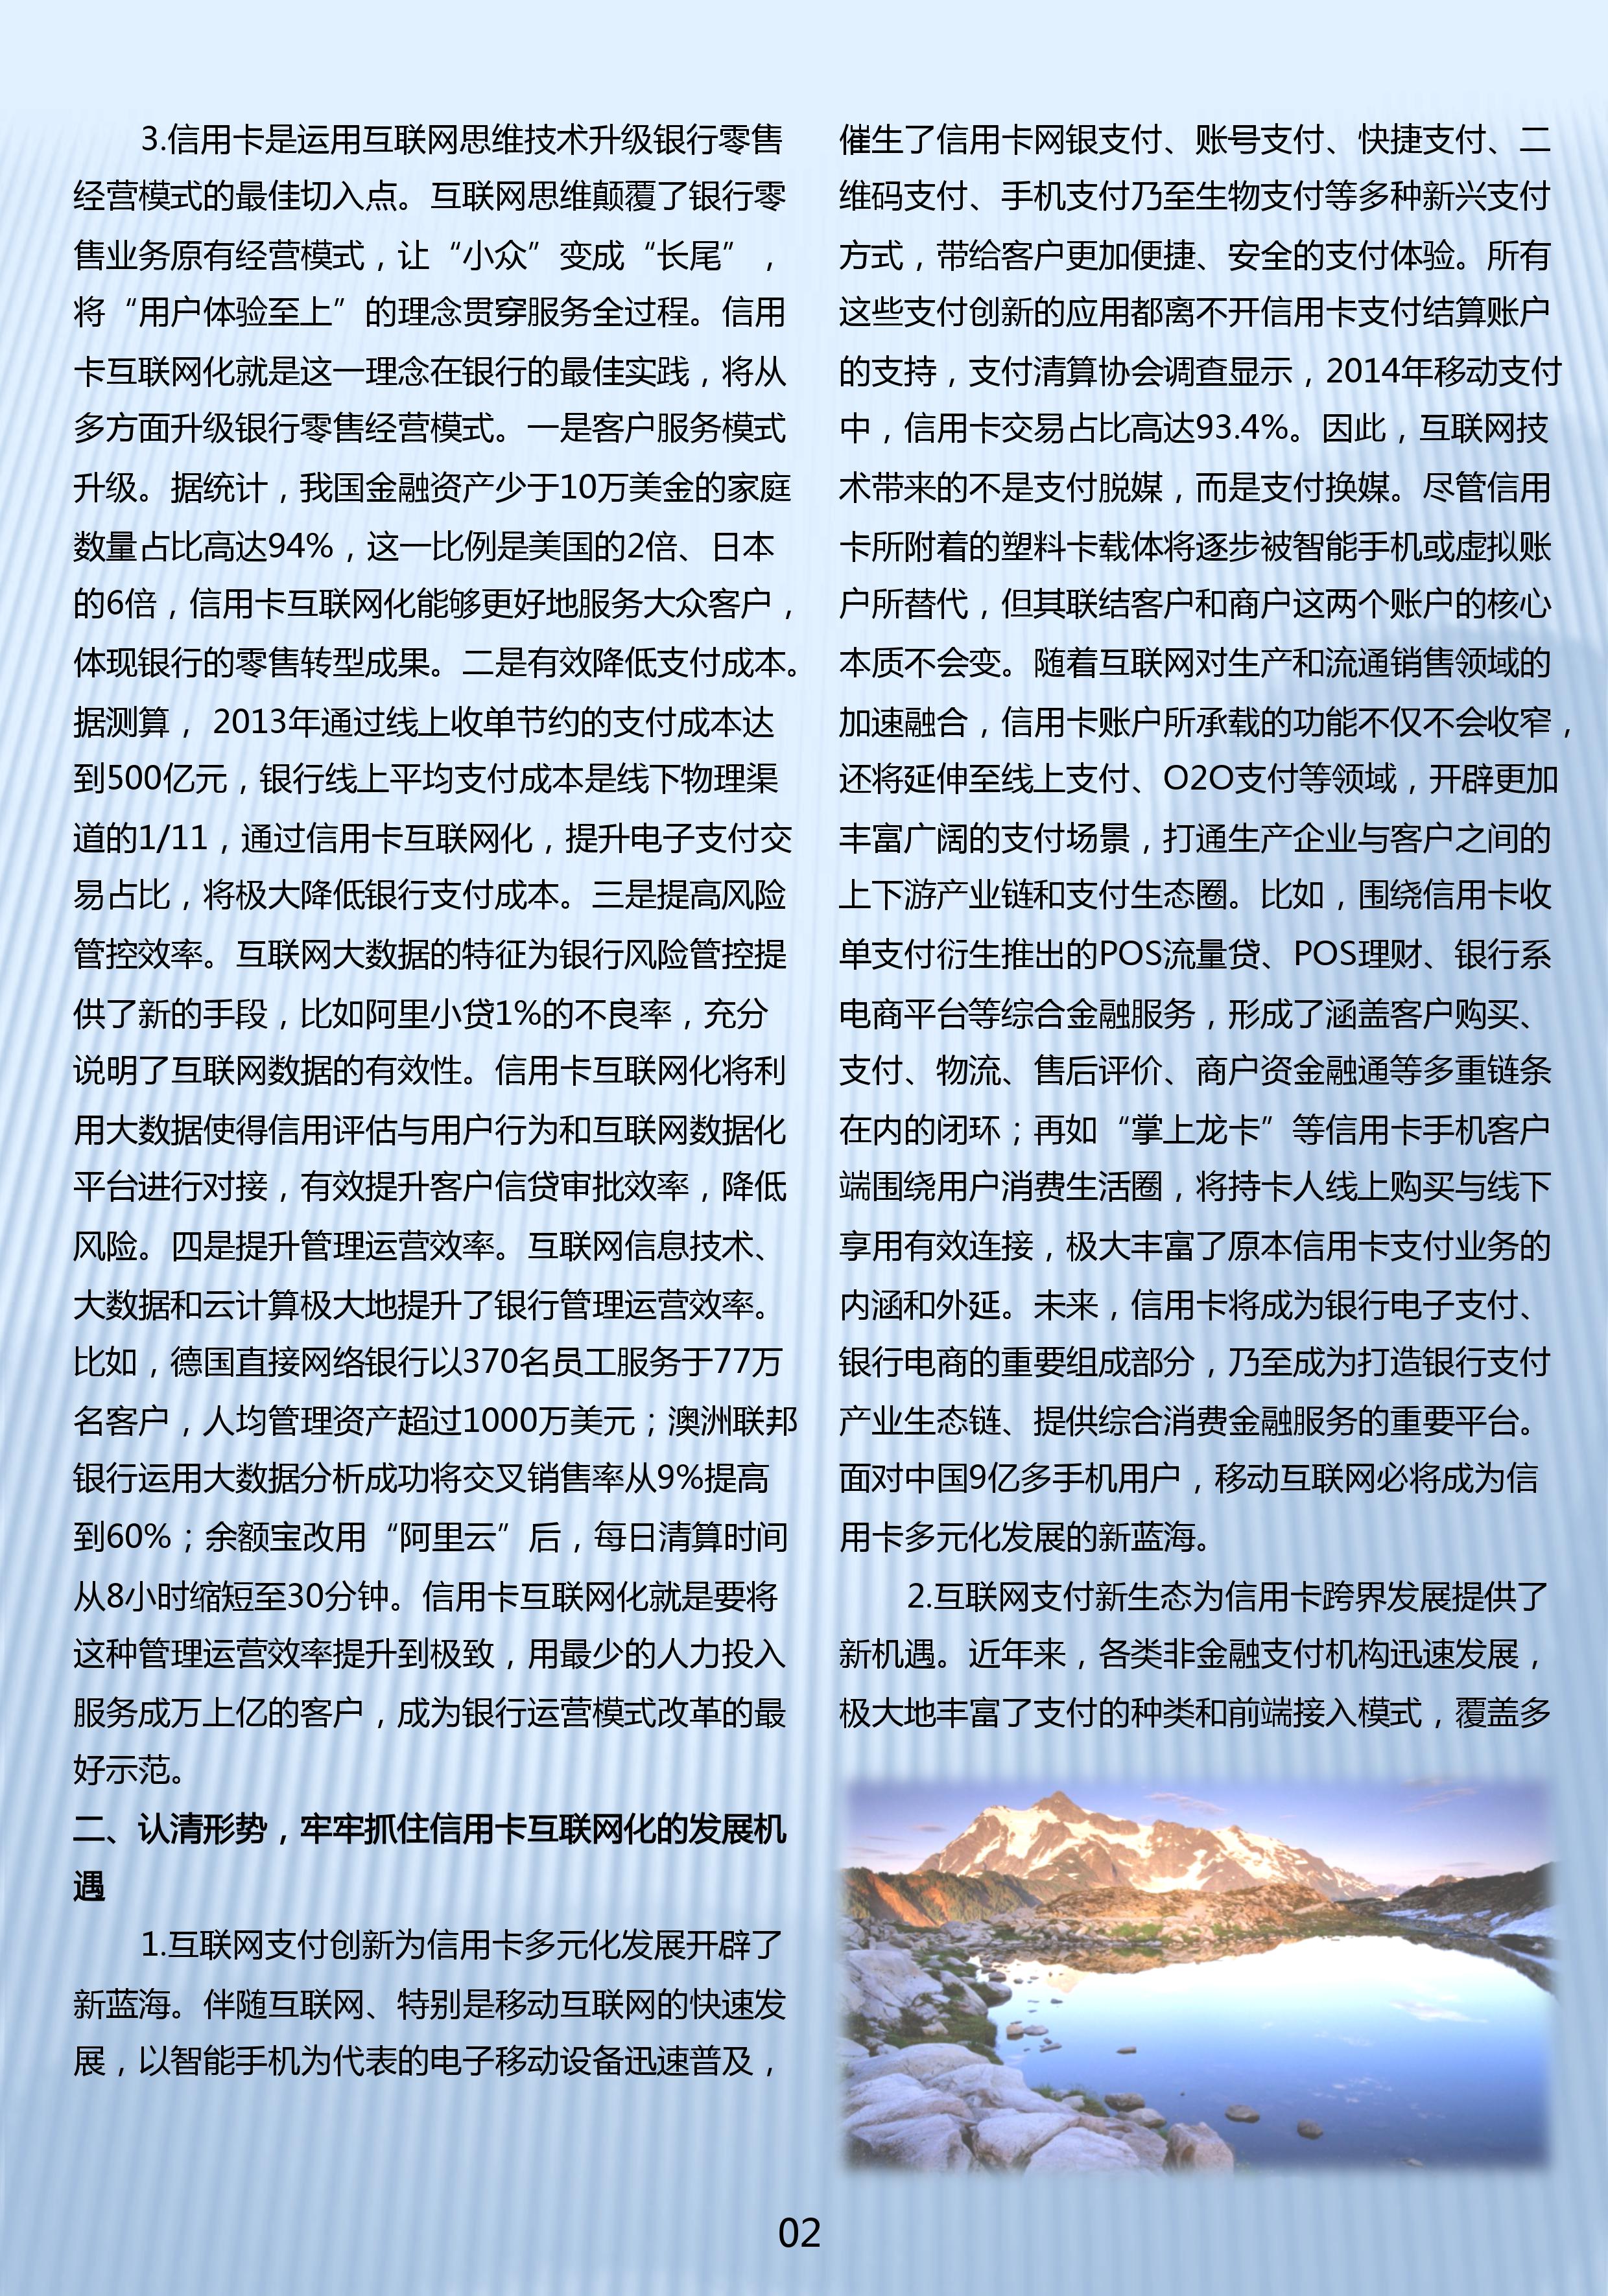 3.信用卡是运用互联网思维技术升级银行零售
经营模式的最佳切入点。互联网思维颠覆了银行零
售业务原有经营模式，让“小众”变成“长尾”，
将“用户体验至上”的理念贯穿服务全过程。信用
卡互联网化就是这一理念在银行的最佳实践，将从
多方面升级银行零售经营模式。一是客户服务模式
升级。据统计，我国金融资产少于10万美金的家庭
数量占比高达94%，这一比例是美国的2倍、日本
的6倍，信用卡互联网化能够更好地服务大众客户，
体现银行的零售转型成果。二是有效降低支付成本。
据测算， 2013年通过线上收单节约的支付成本达
到500亿元，银行线上平均支付成本是线下物理渠
道的1/11，通过信用卡互联网化，提升电子支付交
易占比，将极大降低银行支付成本。三是提高风险
管控效率。互联网大数据的特征为银行风险管控提
供了新的手段，比如阿里小贷1%的不良率，充分
说明了互联网数据的有效性。信用卡互联网化将利
用大数据使得信用评估与用户行为和互联网数据化
平台进行对接，有效提升客户信贷审批效率，降低
风险。四是提升管理运营效率。互联网信息技术、
大数据和云计算极大地提升了银行管理运营效率。
比如，德国直接网络银行以370名员工服务于77万
名客户，人均管理资产超过1000万美元；澳洲联邦
银行运用大数据分析成功将交叉销售率从9%提高
到60%；余额宝改用“阿里云”后，每日清算时间
从8小时缩短至30分钟。信用卡互联网化就是要将
这种管理运营效率提升到极致，用最少的人力投入
服务成万上亿的客户，成为银行运营模式改革的最
好示范。
二、认清形势，牢牢抓住信用卡互联网化的发展机
遇
1.互联网支付创新为信用卡多元化发展开辟了
新蓝海。伴随互联网、特别是移动互联网的快速发
展，以智能手机为代表的电子移动设备迅速普及，
催生了信用卡网银支付、账号支付、快捷支付、二
维码支付、手机支付乃至生物支付等多种新兴支付
方式，带给客户更加便捷、安全的支付体验。所有
这些支付创新的应用都离不开信用卡支付结算账户
的支持，支付清算协会调查显示，2014年移动支付
中，信用卡交易占比高达93.4%。因此，互联网技
术带来的不是支付脱媒，而是支付换媒。尽管信用
卡所附着的塑料卡载体将逐步被智能手机或虚拟账
户所替代，但其联结客户和商户这两个账户的核心
本质不会变。随着互联网对生产和流通销售领域的
加速融合，信用卡账户所承载的功能不仅不会收窄，
还将延伸至线上支付、O2O支付等领域，开辟更加
丰富广阔的支付场景，打通生产企业与客户之间的
上下游产业链和支付生态圈。比如，围绕信用卡收
单支付衍生推出的POS流量贷、POS理财、银行系
电商平台等综合金融服务，形成了涵盖客户购买、
支付、物流、售后评价、商户资金融通等多重链条
在内的闭环；再如“掌上龙卡”等信用卡手机客户
端围绕用户消费生活圈，将持卡人线上购买与线下
享用有效连接，极大丰富了原本信用卡支付业务的
内涵和外延。未来，信用卡将成为银行电子支付、
银行电商的重要组成部分，乃至成为打造银行支付
产业生态链、提供综合消费金融服务的重要平台。
面对中国9亿多手机用户，移动互联网必将成为信
用卡多元化发展的新蓝海。
2.互联网支付新生态为信用卡跨界发展提供了
新机遇。近年来，各类非金融支付机构迅速发展，
极大地丰富了支付的种类和前端接入模式，覆盖多
02